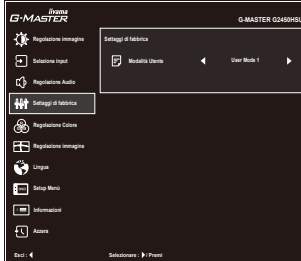 iiyama
G-MASTER
G-MASTER G2450HSU
Regolazione immagine
Seleziona input
Regolazione Audio
Settaggi di fabbrica
Regolazione Colore
Regolazione immagine
Lingua
Setup Menù
Informazioni
Azzera
Settaggi di fabbrica
Modalità Utente
User Mode 1
Esci :
Selezionare : / Premi